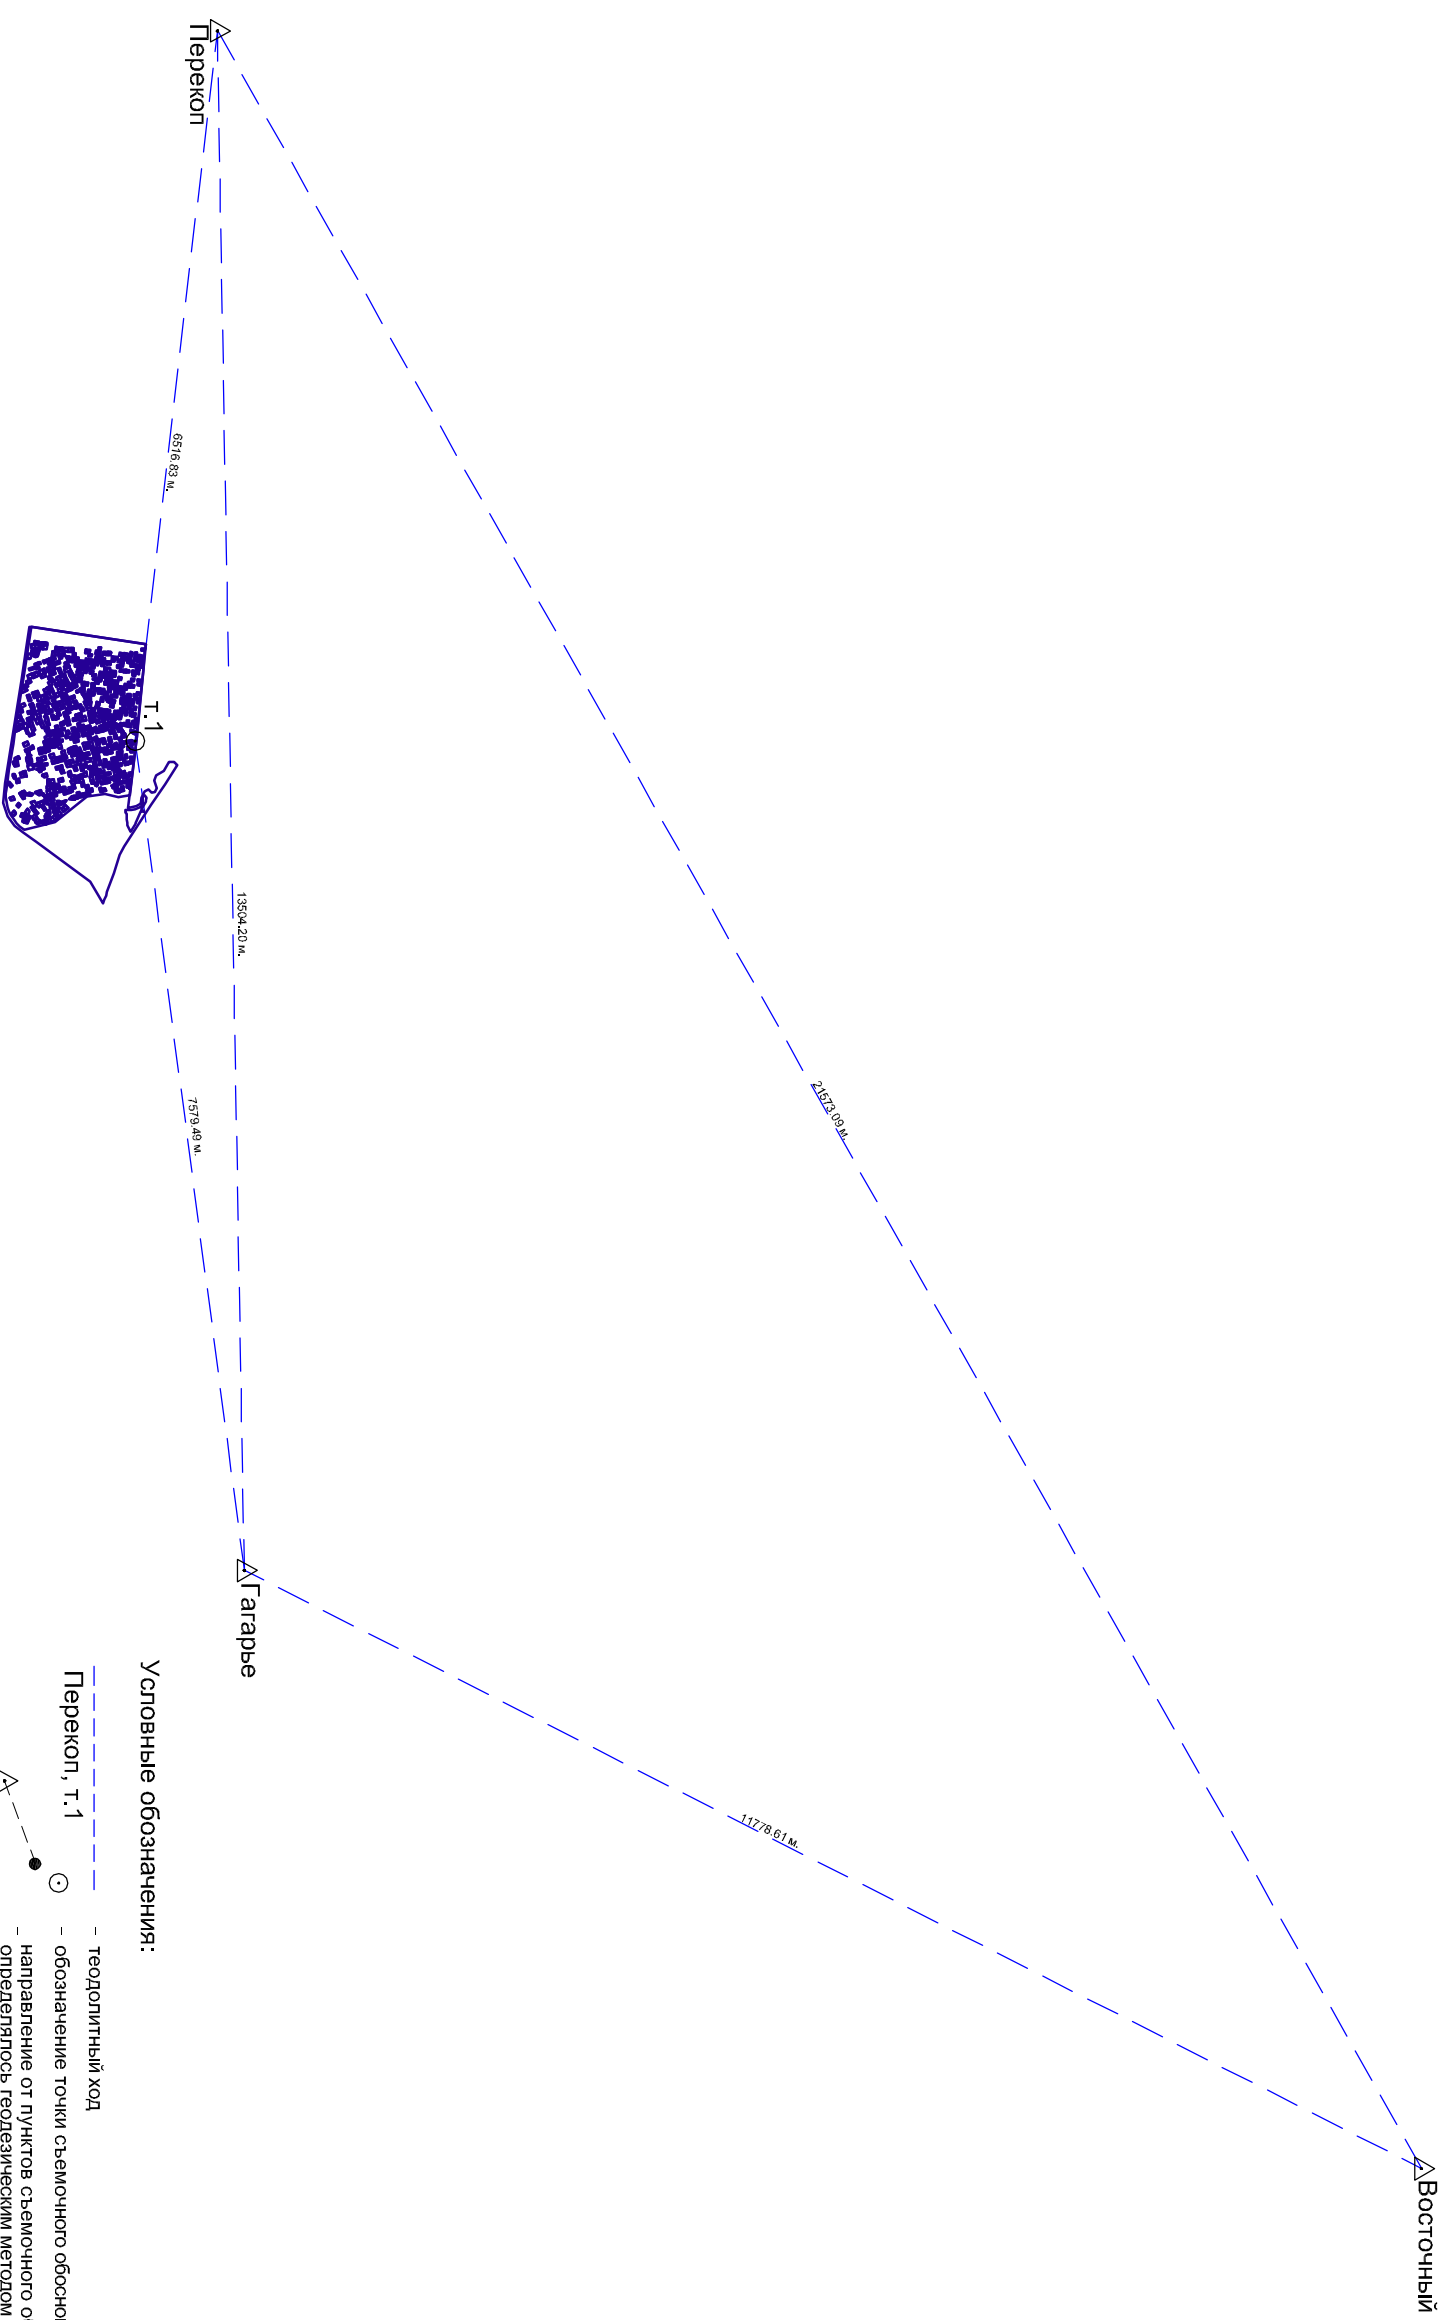 Восточный
21573.09 м.
11778.61 м.
Гагарье
13504.20 м.
Перекоп
6516.83 м.
7579.49 м.
т.1
Условные обозначения:
- теодолитный ход
Перекоп, т.1
- обозначение точки съемочного
- направление от пунктов съемочного
определялось геодезическим методом